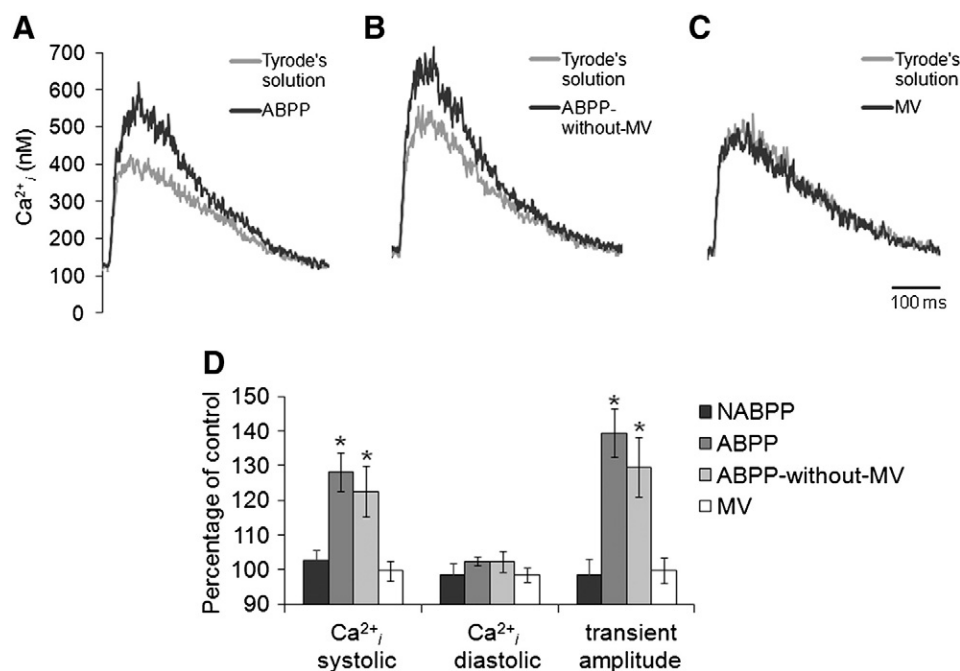 A
B
C
700
600
500
400
300
200
100
0
Ca²⁺ᵢ (nM)
Tyrode's
solution
ABPP
Tyrode's
solution
ABPP-
without-MV
Tyrode's
solution
MV
100 ms
D
Percentage of control
150
140
130
120
110
100
90
* *
* *
Ca²⁺ᵢ
systolic
Ca²⁺ᵢ
diastolic
transient
amplitude
NABPP
ABPP
ABPP-without-MV
MV